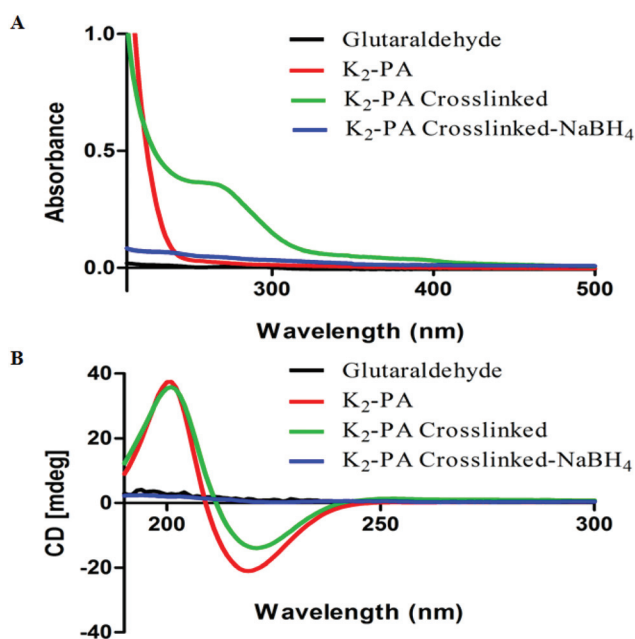 A
1.0
0.5
0.0
Absorbance
Glutaraldehyde
K₂-PA
K₂-PA Crosslinked
K₂-PA Crosslinked-NaBH₄
300
400
500
Wavelength (nm)
B
40
20
0
-20
-40
CD [mdeg]
Glutaraldehyde
K₂-PA
K₂-PA Crosslinked
K₂-PA Crosslinked-NaBH₄
200
250
300
Wavelength (nm)